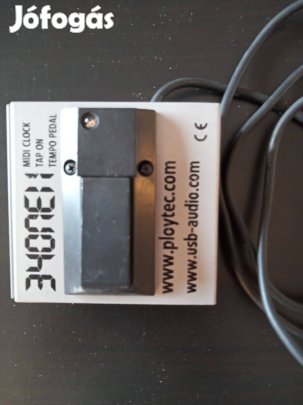 Jófogás
MIDI CLOCK
TAP ON
TEMPO PEDAL
www.ploytec.com
www.usb-audio.com
CE